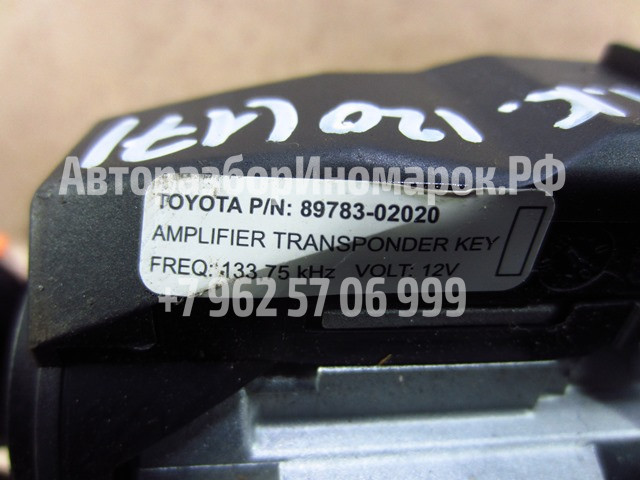 АвторазборИномарок.РФ
TOYOTA P/N: 89783-02020
AMPLIFIER TRANSPONDER KEY
FREQ: 133.75 kHz VOLT: 12V
+7 962 57 06 999